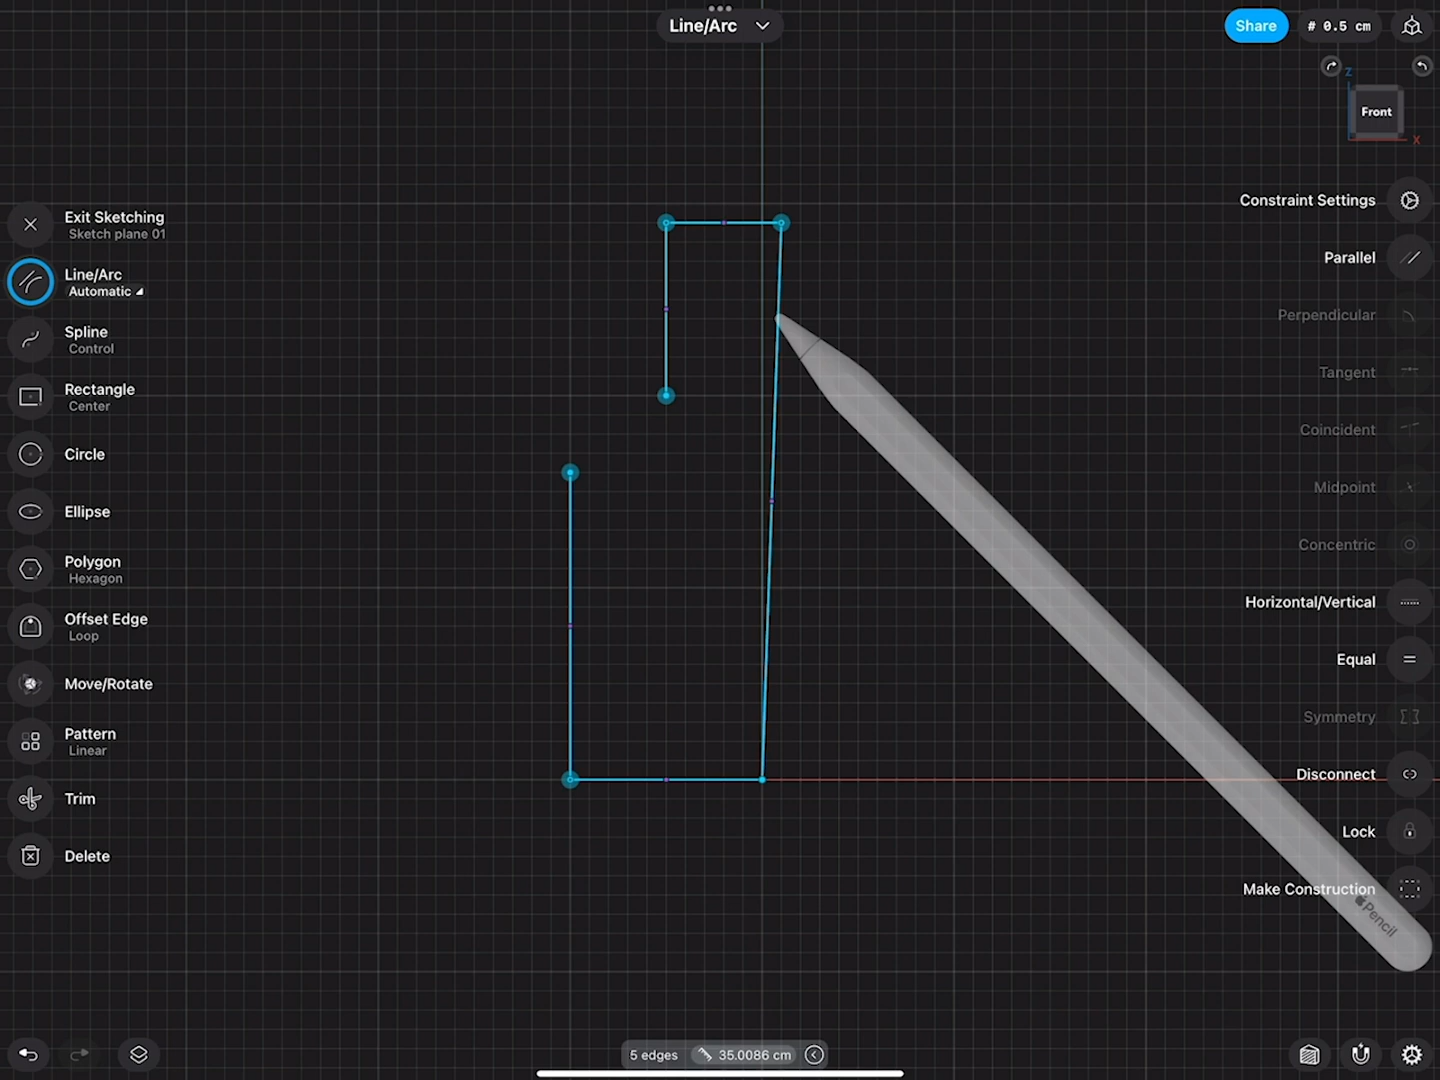 Line/Arc
Share
# 0.5 cm
Z
Front
X
Exit Sketching
Sketch plane 01
Line/Arc
Automatic
Spline
Control
Rectangle
Center
Circle
Ellipse
Polygon
Hexagon
Offset Edge
Loop
Move/Rotate
Pattern
Linear
Trim
Delete
Constraint Settings
Parallel
Perpendicular
Tangent
Coincident
Midpoint
Concentric
Horizontal/Vertical
Equal
Symmetry
Disconnect
Lock
Make Construction
Pencil
5 edges 35.0086 cm